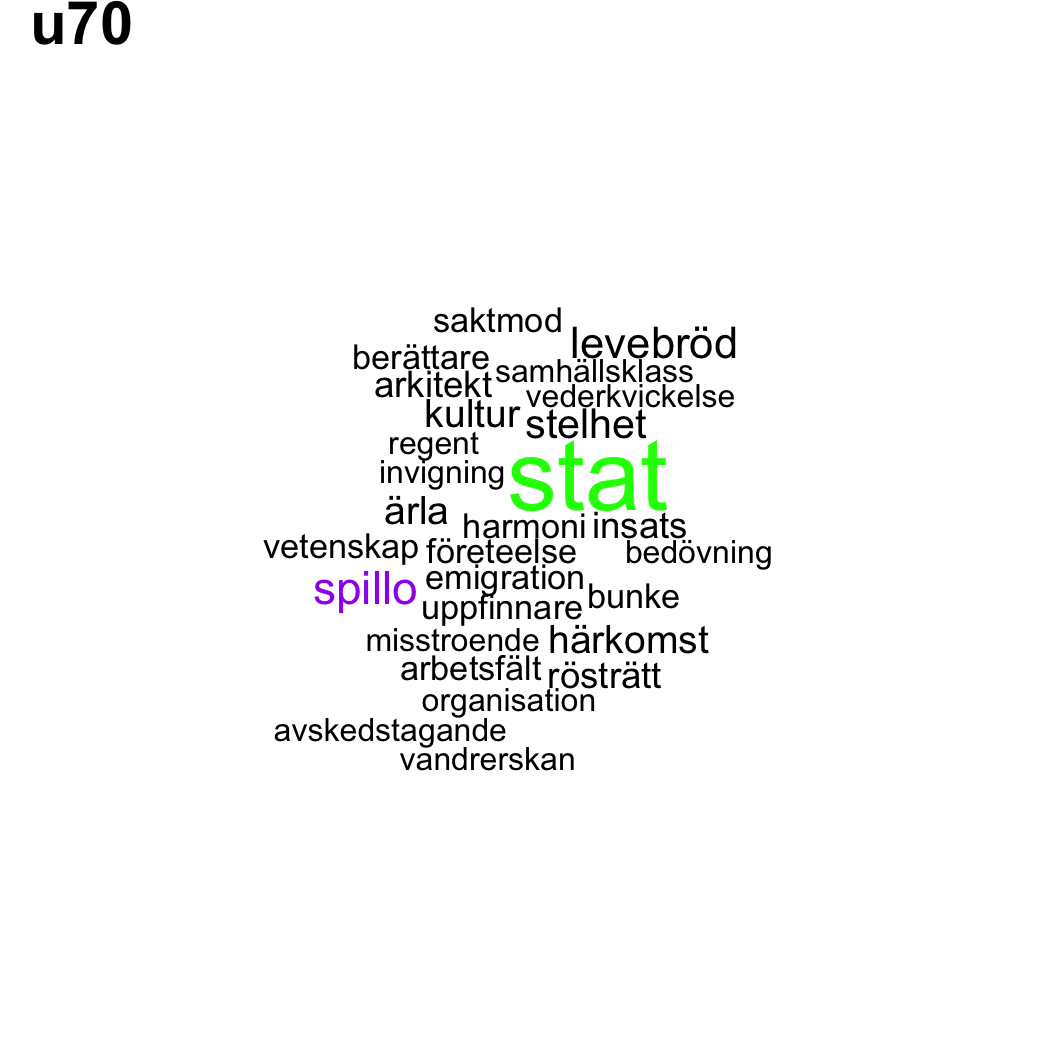 u70
saktmod
levebröd
berättare
samhällsklass
arkitekt
vederkvickelse
kultur
stelhet
regent
invigning
stat
ärla
harmoni
insats
vetenskap
företeelse
bedövning
spillo
emigration
bunke
uppfinnare
misstroende
härkomst
arbetsfält
rösträtt
organisation
avskedstagande
vandrerskan